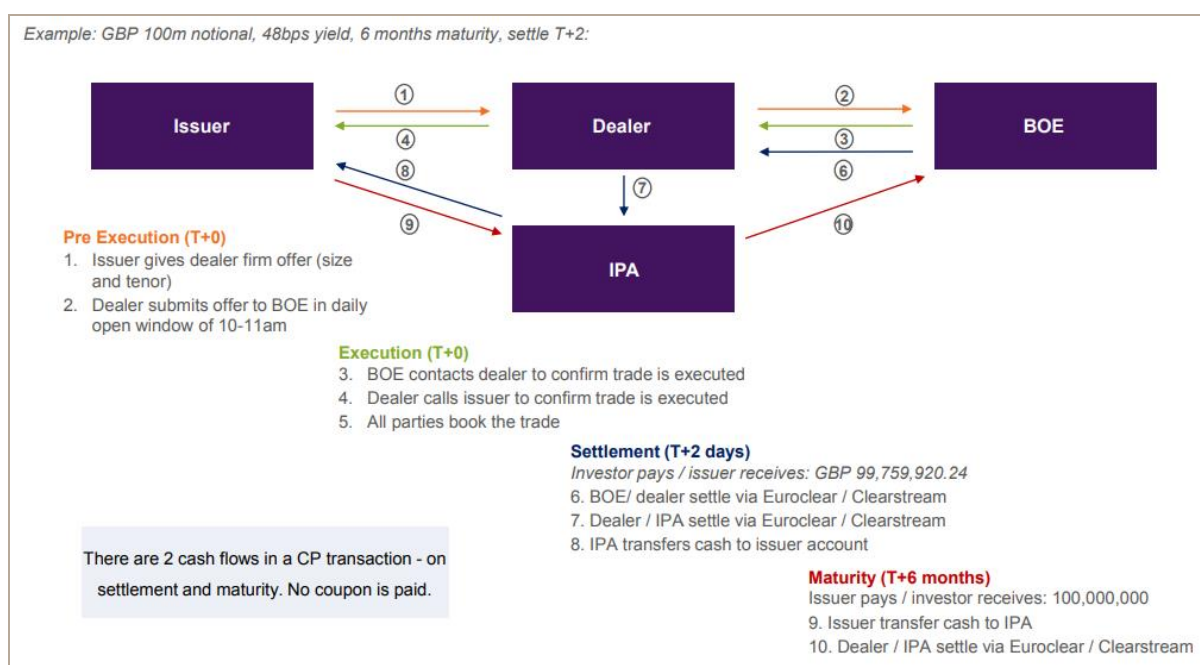 Example: GBP 100m notional, 48bps yield, 6 months maturity, settle T+2:
①
②
Issuer
Dealer
BOE
④
③
⑧
⑥
⑦
⑨
⑩
IPA
Pre Execution (T+0)
1. Issuer gives dealer firm offer (size
and tenor)
2. Dealer submits offer to BOE in daily
open window of 10-11am
Execution (T+0)
3. BOE contacts dealer to confirm trade is executed
4. Dealer calls issuer to confirm trade is executed
5. All parties book the trade
Settlement (T+2 days)
Investor pays / issuer receives: GBP 99,759,920.24
6. BOE/ dealer settle via Euroclear / Clearstream
7. Dealer / IPA settle via Euroclear / Clearstream
8. IPA transfers cash to issuer account
There are 2 cash flows in a CP transaction - on
settlement and maturity. No coupon is paid.
Maturity (T+6 months)
Issuer pays / investor receives: 100,000,000
9. Issuer transfer cash to IPA
10. Dealer / IPA settle via Euroclear / Clearstream